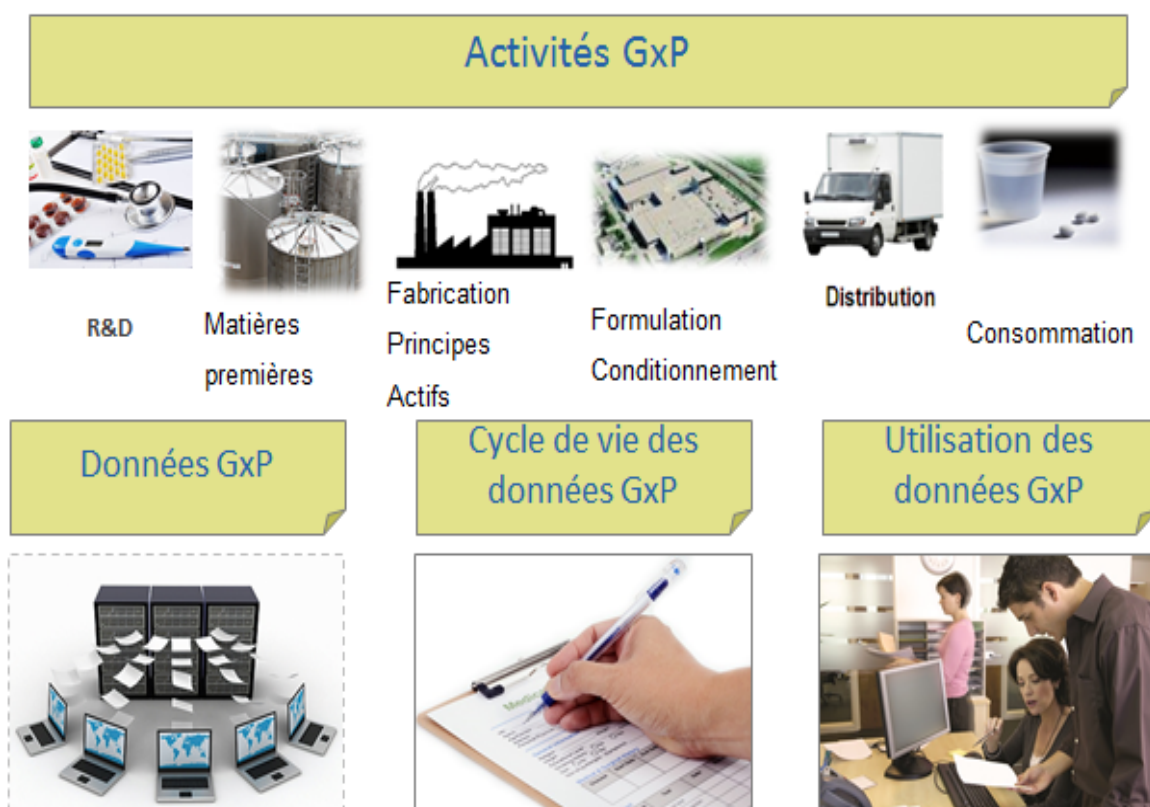 Activités GxP
R&D
Matières
premières
Fabrication
Principes
Actifs
Formulation
Conditionnement
Distribution
Consommation
Données GxP
Cycle de vie des
données GxP
Utilisation des
données GxP